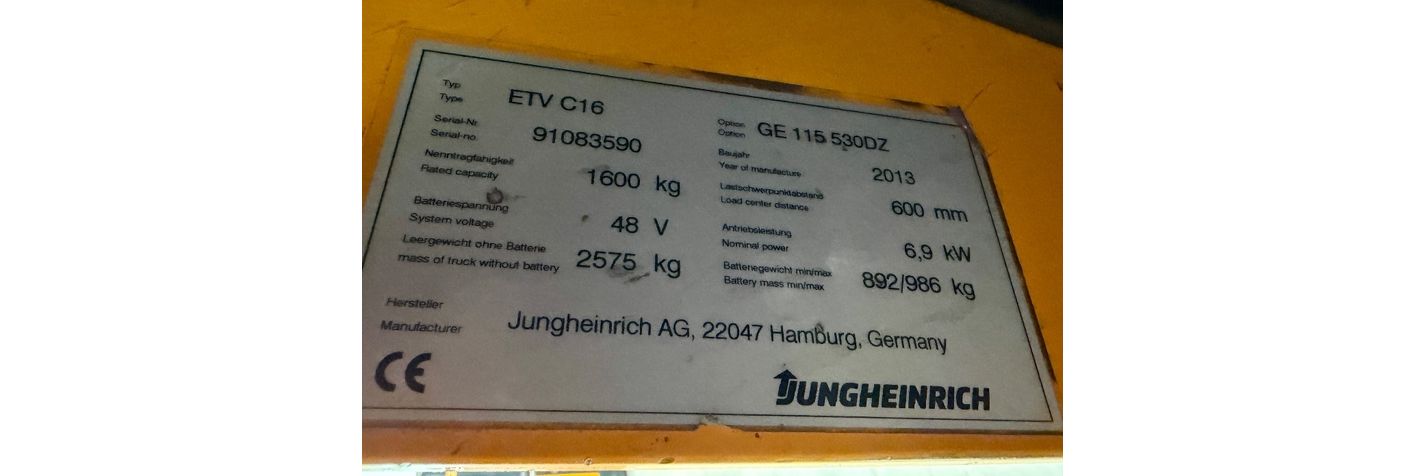 Typ
Type ETV C16
Option
Option GE 115 530DZ
Serial-Nr.
Serial-no. 91083590
Baujahr
Year of manufacture 2013
Nenntragfähigkeit
Rated capacity 1600 kg
Lastschwerpunktabstand
Load center distance 600 mm
Batteriespannung
System voltage 48 V
Antriebsleistung
Nominal power 6,9 kW
Leergewicht ohne Batterie
mass of truck without battery 2575 kg
Batteriegewicht min/max
Battery mass min/max 892/986 kg
Hersteller
Manufacturer Jungheinrich AG, 22047 Hamburg, Germany
CE
JUNGHEINRICH